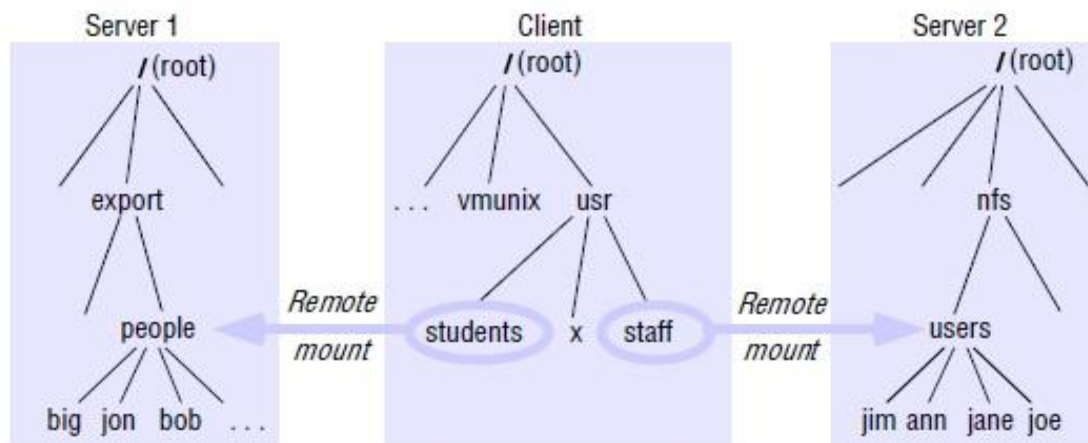 Server 1
Client
Server 2
/ (root)
/ (root)
/ (root)
export
. . . vmunix usr
nfs
Remote
mount
Remote
mount
people
students x staff
users
big jon bob . . .
jim ann jane joe